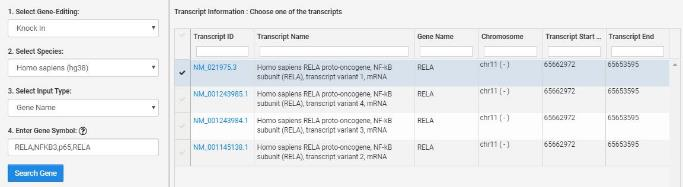 1. Select Gene-Editing:
Knock In
2. Select Species:
Homo sapiens (hg38)
3. Select Input Type:
Gene Name
4. Enter Gene Symbol: ?
RELA,NFKB3,p65,RELA
Search Gene
Transcript Information : Choose one of the transcripts
Transcript ID Transcript Name Gene Name Chromosome Transcript Start ... Transcript End
NM_021975.3 Homo sapiens RELA proto-oncogene, NF-kB RELA chr11 ( - ) 65662972 65653595
subunit (RELA), transcript variant 1, mRNA
NM_001243985.1 Homo sapiens RELA proto-oncogene, NF-kB RELA chr11 ( - ) 65662972 65653595
subunit (RELA), transcript variant 4, mRNA
NM_001243984.1 Homo sapiens RELA proto-oncogene, NF-kB RELA chr11 ( - ) 65662972 65653595
subunit (RELA), transcript variant 3, mRNA
NM_001145138.1 Homo sapiens RELA proto-oncogene, NF-kB RELA chr11 ( - ) 65662972 65653595
subunit (RELA), transcript variant 2, mRNA